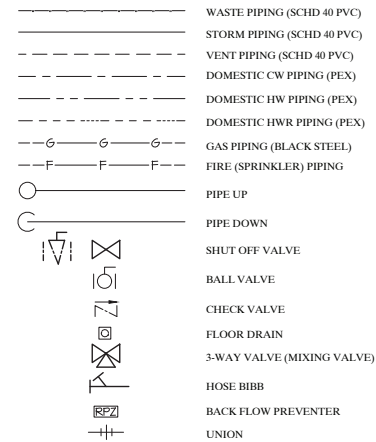 WASTE PIPING (SCHD 40 PVC)
STORM PIPING (SCHD 40 PVC)
VENT PIPING (SCHD 40 PVC)
DOMESTIC CW PIPING (PEX)
DOMESTIC HW PIPING (PEX)
DOMESTIC HWR PIPING (PEX)
G G G GAS PIPING (BLACK STEEL)
F F F FIRE (SPRINKLER) PIPING
PIPE UP
PIPE DOWN
SHUT OFF VALVE
BALL VALVE
CHECK VALVE
FLOOR DRAIN
3-WAY VALVE (MIXING VALVE)
HOSE BIBB
RPZ BACK FLOW PREVENTER
UNION